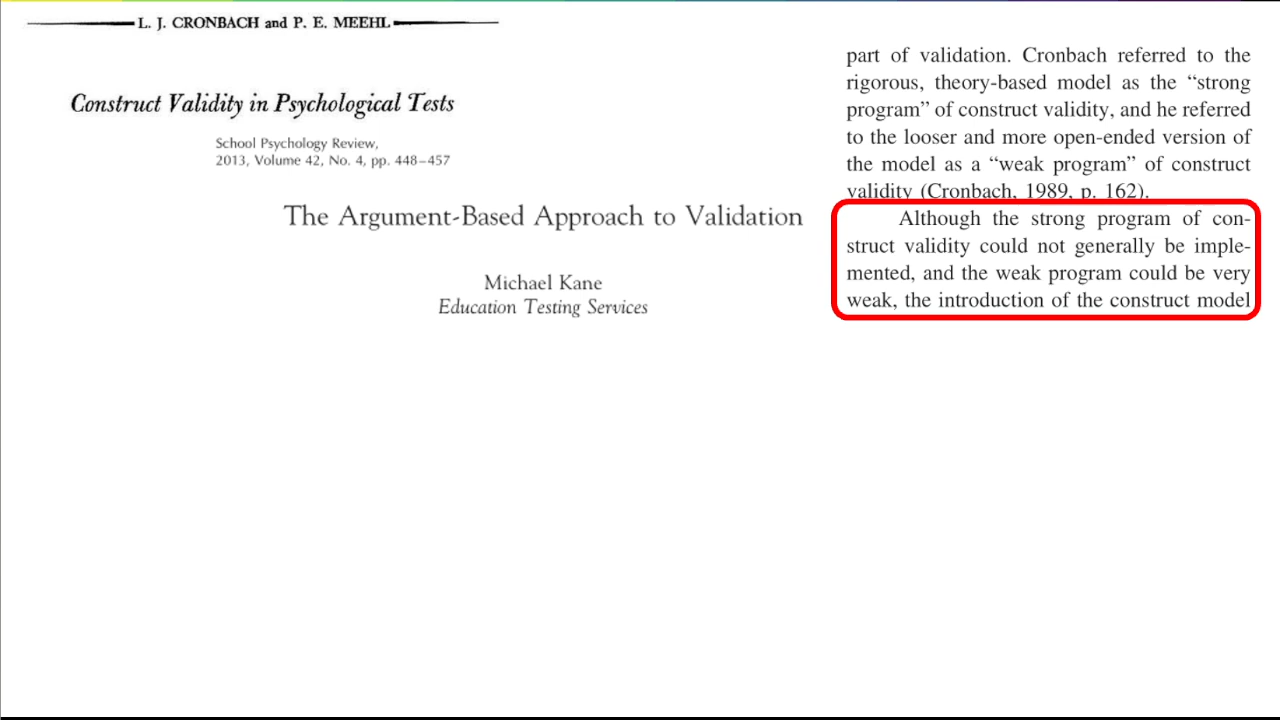 L. J. CRONBACH and P. E. MEEHL
Construct Validity in Psychological Tests
School Psychology Review,
2013, Volume 42, No. 4, pp. 448–457
The Argument-Based Approach to Validation
Michael Kane
Education Testing Services
part of validation. Cronbach referred to the
rigorous, theory-based model as the “strong
program” of construct validity, and he referred
to the looser and more open-ended version of
the model as a “weak program” of construct
validity (Cronbach, 1989, p. 162).
Although the strong program of con-
struct validity could not generally be imple-
mented, and the weak program could be very
weak, the introduction of the construct model